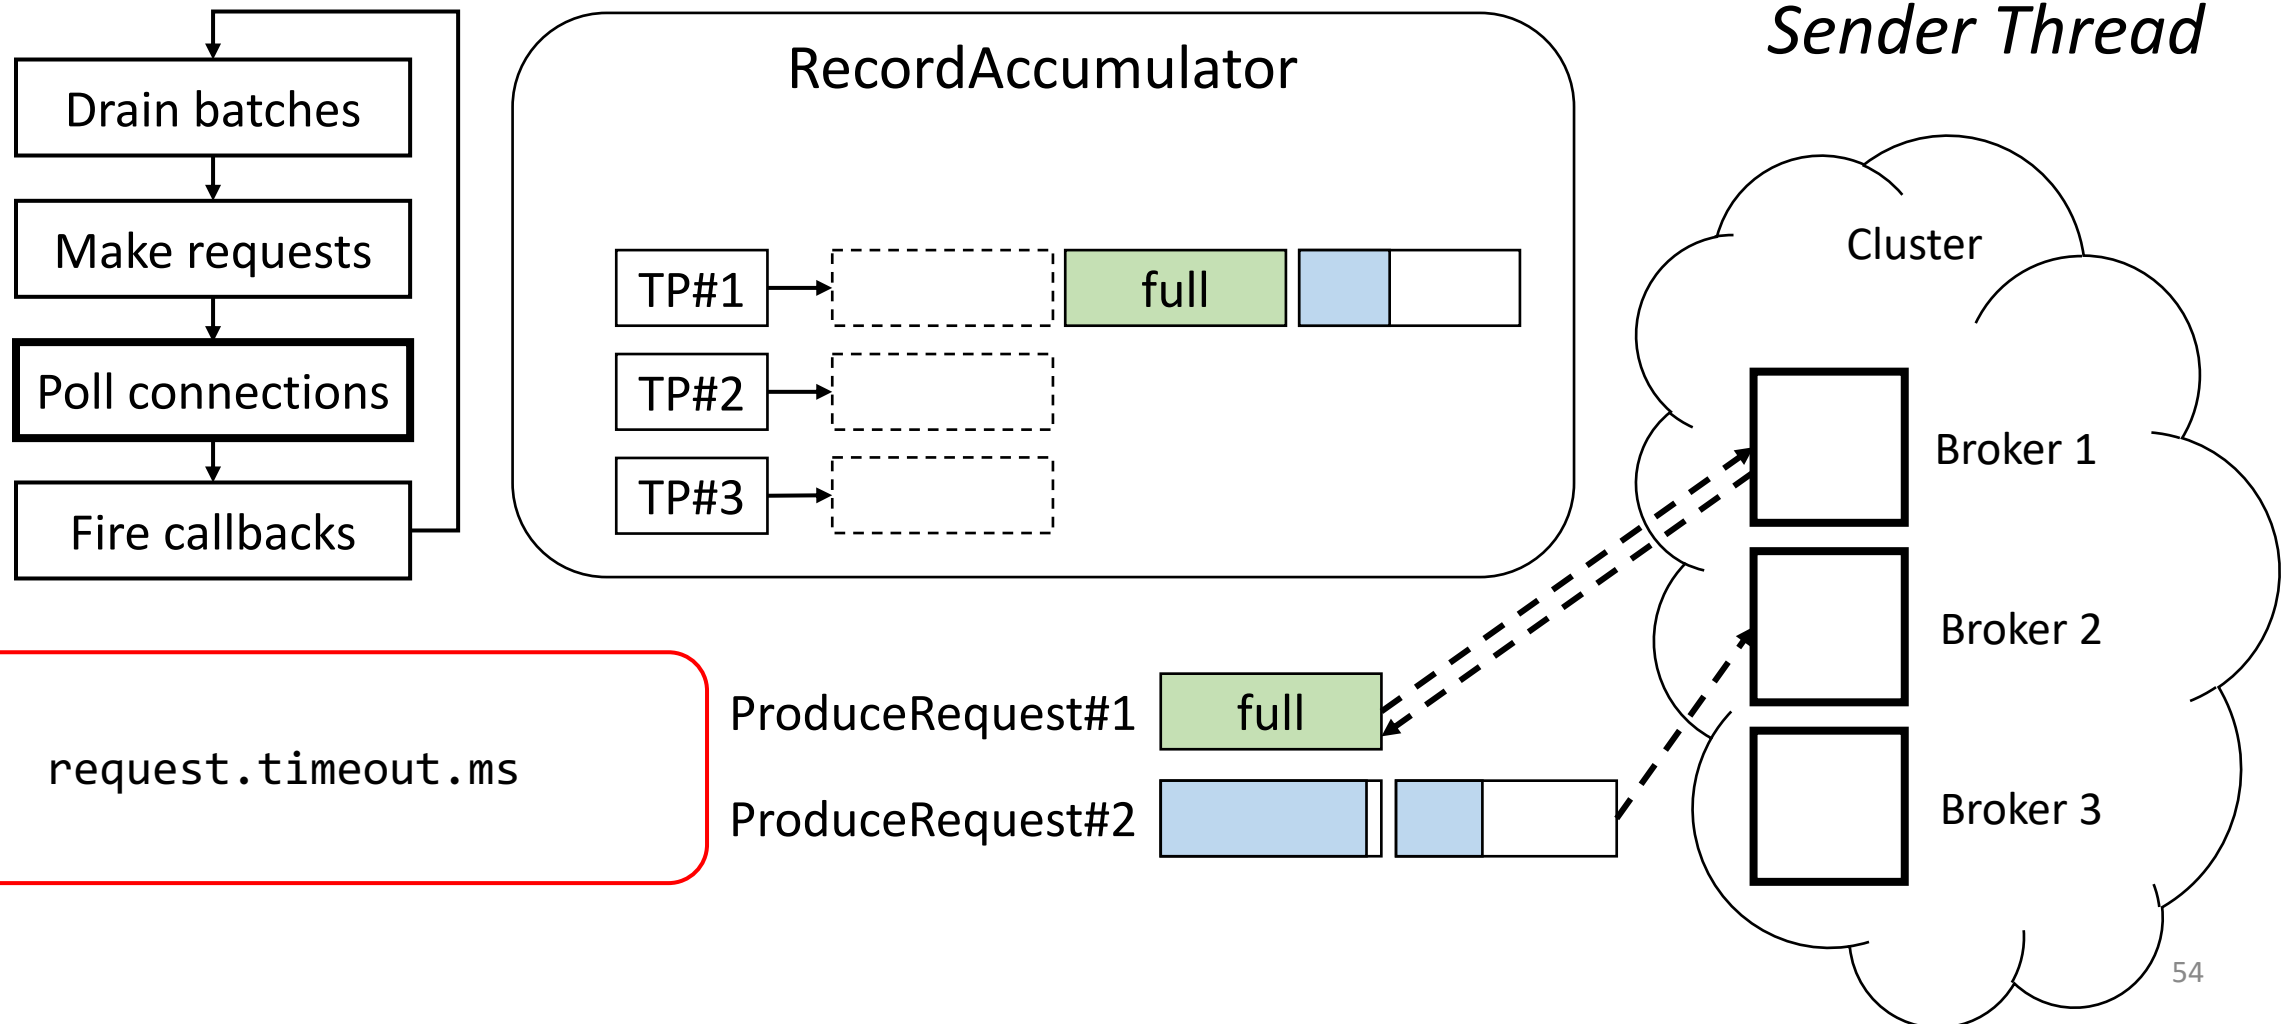 Sender Thread
Drain batches
Make requests
Poll connections
Fire callbacks
RecordAccumulator
TP#1
full
TP#2
TP#3
Cluster
Broker 1
Broker 2
Broker 3
request.timeout.ms
ProduceRequest#1
full
ProduceRequest#2
54